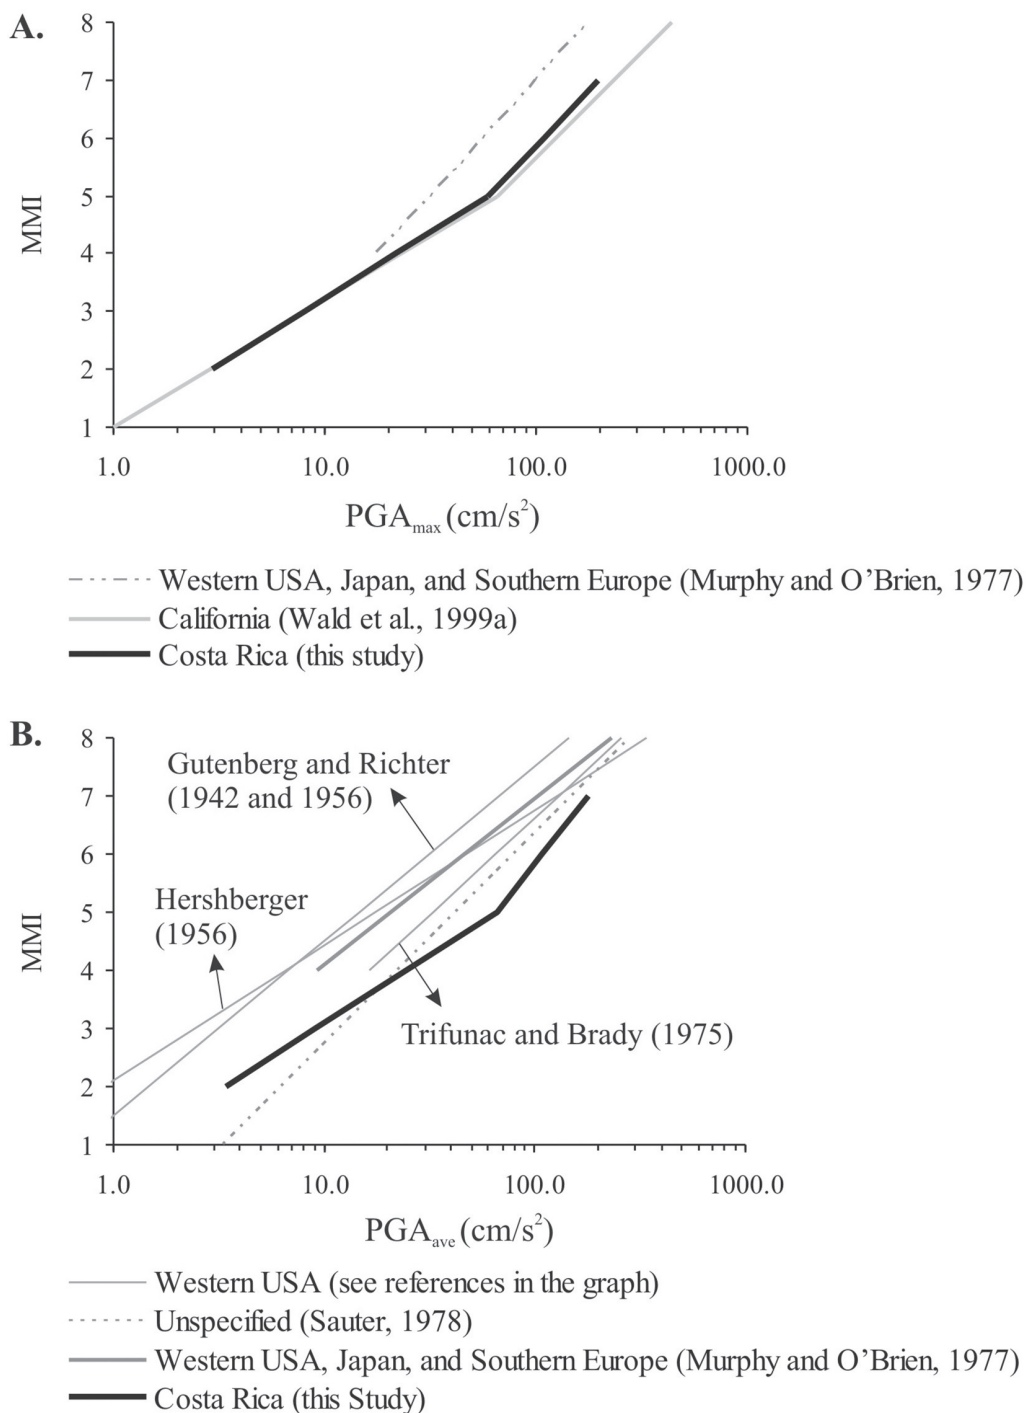 A.
8
7
6
5
4
3
2
1
MMI
1.0 10.0 100.0 1000.0
PGAmax (cm/s²)
Western USA, Japan, and Southern Europe (Murphy and O’Brien, 1977)
California (Wald et al., 1999a)
Costa Rica (this study)
B.
8
7
6
5
4
3
2
1
MMI
Gutenberg and Richter
(1942 and 1956)
Hershberger
(1956)
Trifunac and Brady (1975)
1.0 10.0 100.0 1000.0
PGAave (cm/s²)
Western USA (see references in the graph)
Unspecified (Sauter, 1978)
Western USA, Japan, and Southern Europe (Murphy and O’Brien, 1977)
Costa Rica (this Study)